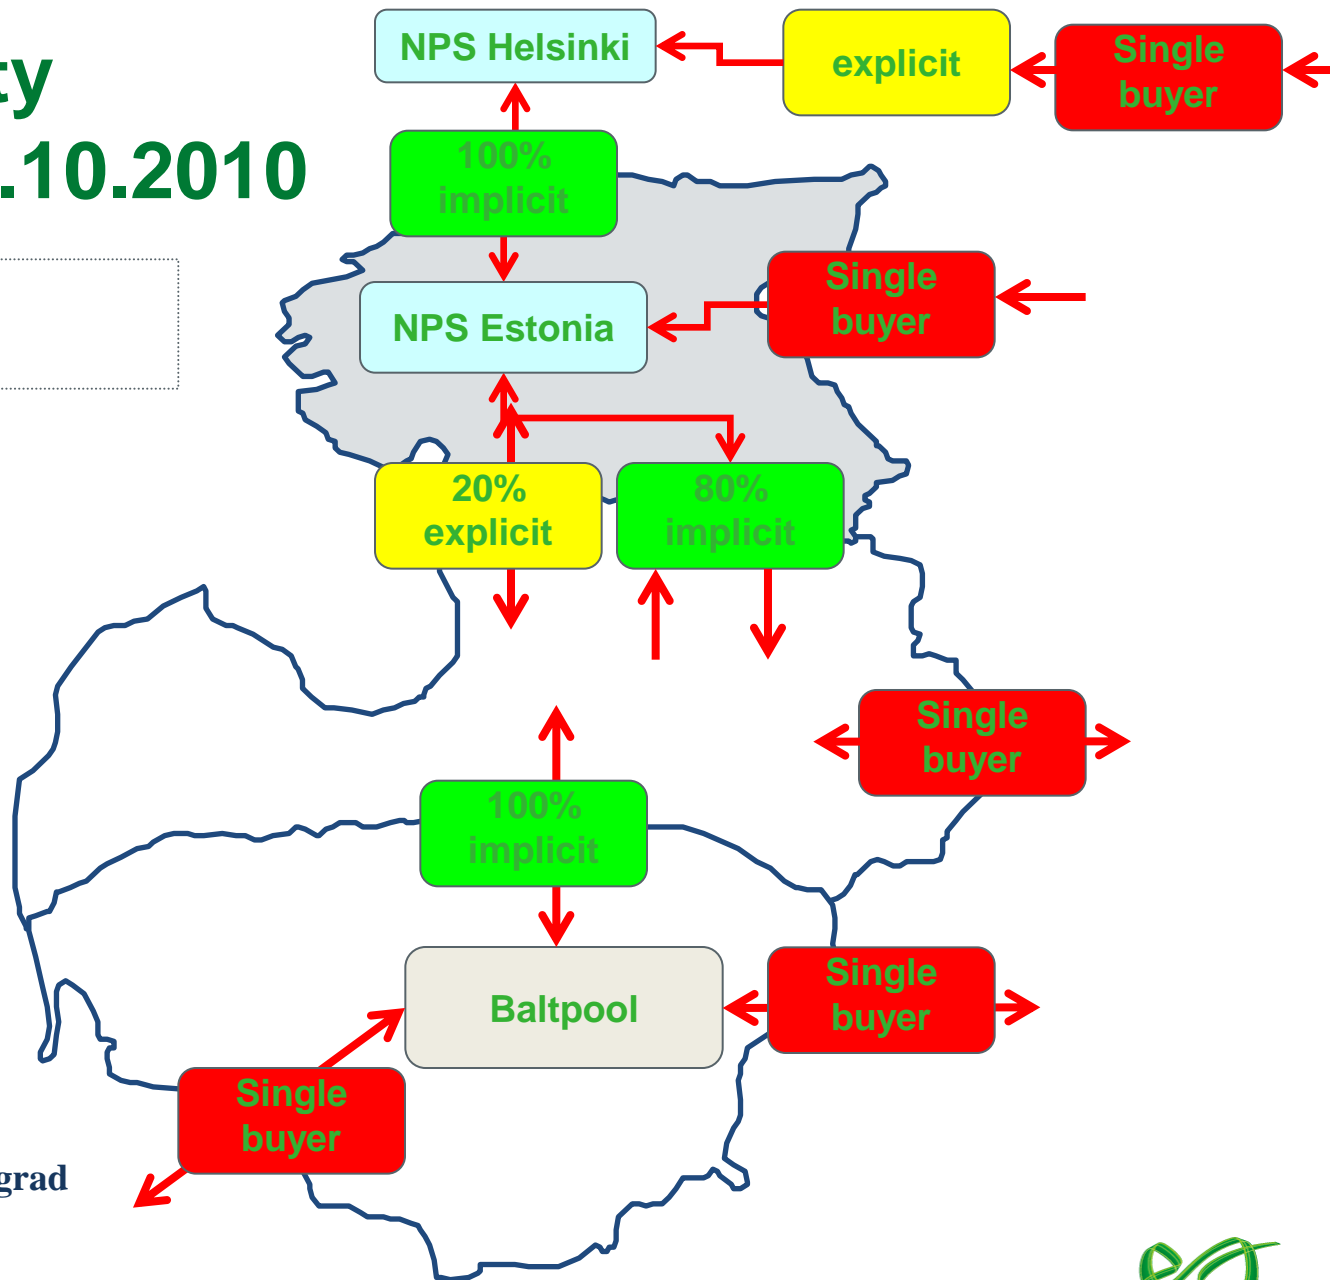 ty
.10.2010
NPS Helsinki
explicit
Single
buyer
100%
implicit
Single
buyer
NPS Estonia
20%
explicit
80%
implicit
Single
buyer
100%
implicit
Baltpool
Single
buyer
Single
buyer
grad